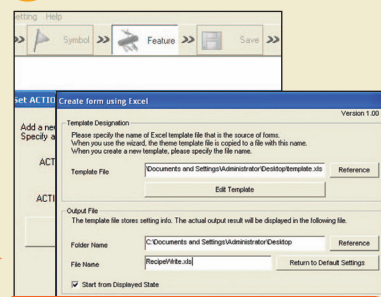 etting Help
Symbol
Feature
Save
Set ACTIO
Create form using Excel
Version 1.00
Add a new
Specify a
ACT
ACTI
Template Designation
Please specify the name of Excel template file that is the source of forms.
When you use the wizard, the theme template file is copied to a file with this name.
When you create a new template, please specify the file name.
Template File
\Documents and Settings\Administrator\Desktop\template.xls
Reference
Edit Template
Output File
The template file stores setting info. The actual output result will be displayed in the following file.
Folder Name
C:\Documents and Settings\Administrator\Desktop
Reference
File Name
RecipeWrite.xls
Return to Default Settings
Start from Displayed State